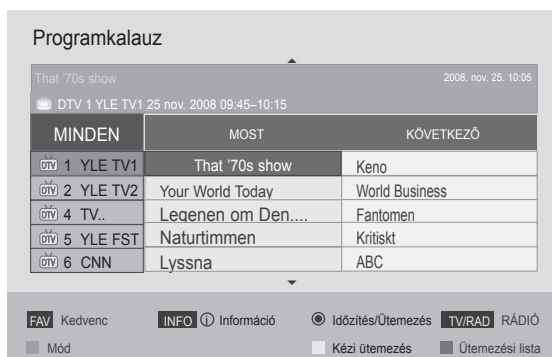 Programkalauz
That '70s show 2008. nov. 25. 10:05
DTV 1 YLE TV1 25 nov. 2008 09:45–10:15
MINDEN MOST KÖVETKEZŐ
DTV 1 YLE TV1 That '70s show Keno
DTV 2 YLE TV2 Your World Today World Business
DTV 4 TV.. Legenen om Den.... Fantomen
DTV 5 YLE FST Naturtimmen Kritiskt
DTV 6 CNN Lyssna ABC
FAV Kedvenc INFO i Információ Időzítés/Ütemezés TV/RAD RÁDIÓ
Mód Kézi ütemezés Ütemezési lista